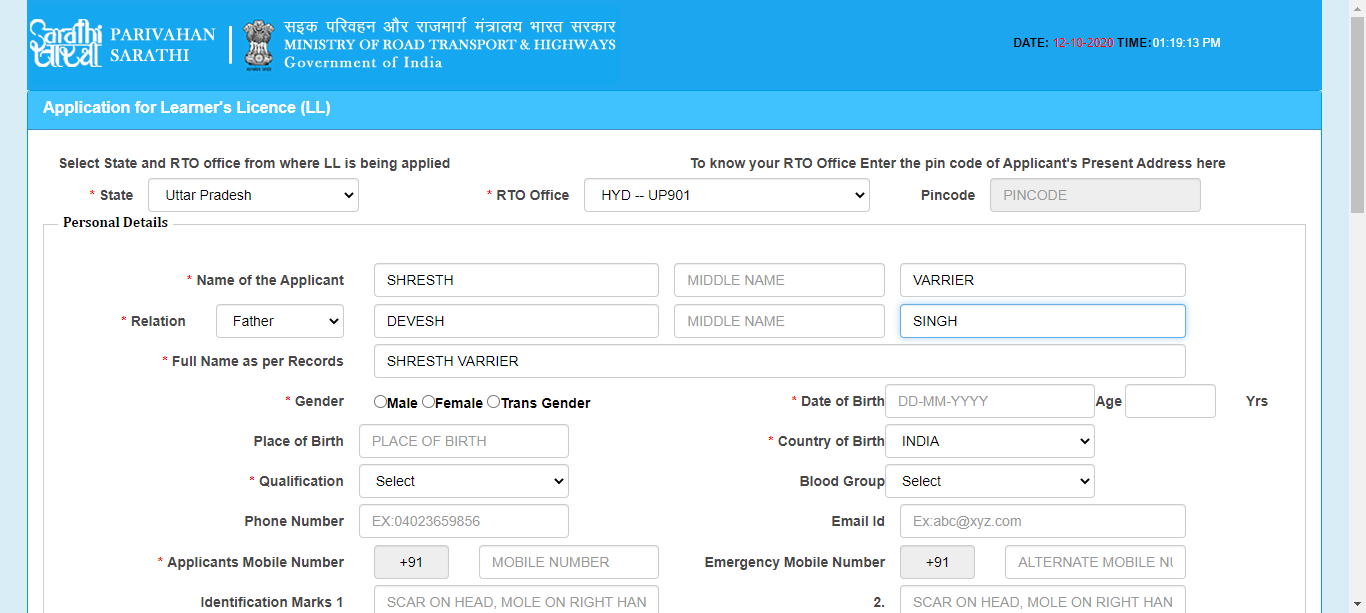 Sarathi
सारथी
PARIVAHAN
SARATHI
सड़क परिवहन और राजमार्ग मंत्रालय भारत सरकार
MINISTRY OF ROAD TRANSPORT & HIGHWAYS
Government of India
DATE: 12-10-2020 TIME:01:19:13 PM
Application for Learner's Licence (LL)
Select State and RTO office from where LL is being applied
To know your RTO Office Enter the pin code of Applicant's Present Address here
* State Uttar Pradesh * RTO Office HYD -- UP901 Pincode PINCODE
Personal Details
* Name of the Applicant SHRESTH MIDDLE NAME VARRIER
* Relation Father DEVESH MIDDLE NAME SINGH
* Full Name as per Records SHRESTH VARRIER
* Gender Male Female Trans Gender * Date of Birth DD-MM-YYYY Age Yrs
Place of Birth PLACE OF BIRTH * Country of Birth INDIA
* Qualification Select Blood Group Select
Phone Number EX:04023659856 Email Id Ex:abc@xyz.com
* Applicants Mobile Number +91 MOBILE NUMBER Emergency Mobile Number +91 ALTERNATE MOBILE NU
Identification Marks 1 SCAR ON HEAD, MOLE ON RIGHT HAN 2. SCAR ON HEAD, MOLE ON RIGHT HAN